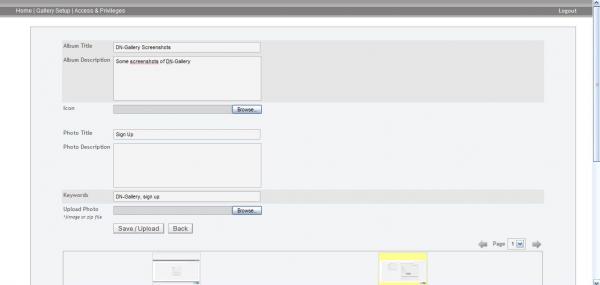 Home | Gallery Setup | Access & Privileges Logout
Album Title DN-Gallery Screenshots
Album Description Some screenshots of DN-Gallery
Icon Browse...
Photo Title Sign Up
Photo Description
Keywords DN-Gallery, sign up
Upload Photo Browse...
*Image or zip file
Save / Upload Back
Page 1